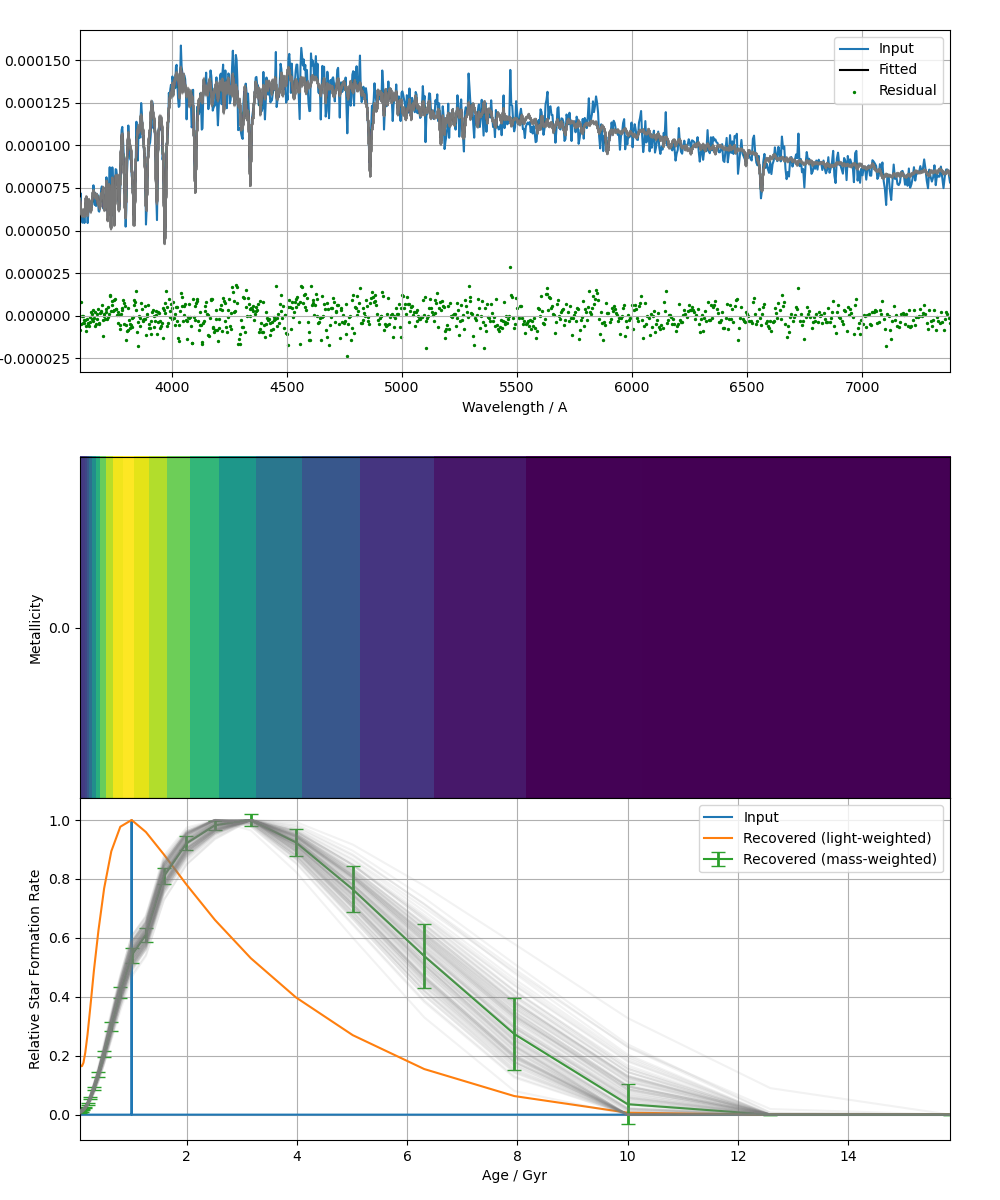 0.000150
0.000125
0.000100
0.000075
0.000050
0.000025
0.000000
-0.000025
Input
Fitted
Residual
4000 4500 5000 5500 6000 6500 7000
Wavelength / A
Metallicity
0.0
1.0
0.8
0.6
0.4
0.2
0.0
Relative Star Formation Rate
Input
Recovered (light-weighted)
Recovered (mass-weighted)
2 4 6 8 10 12 14
Age / Gyr